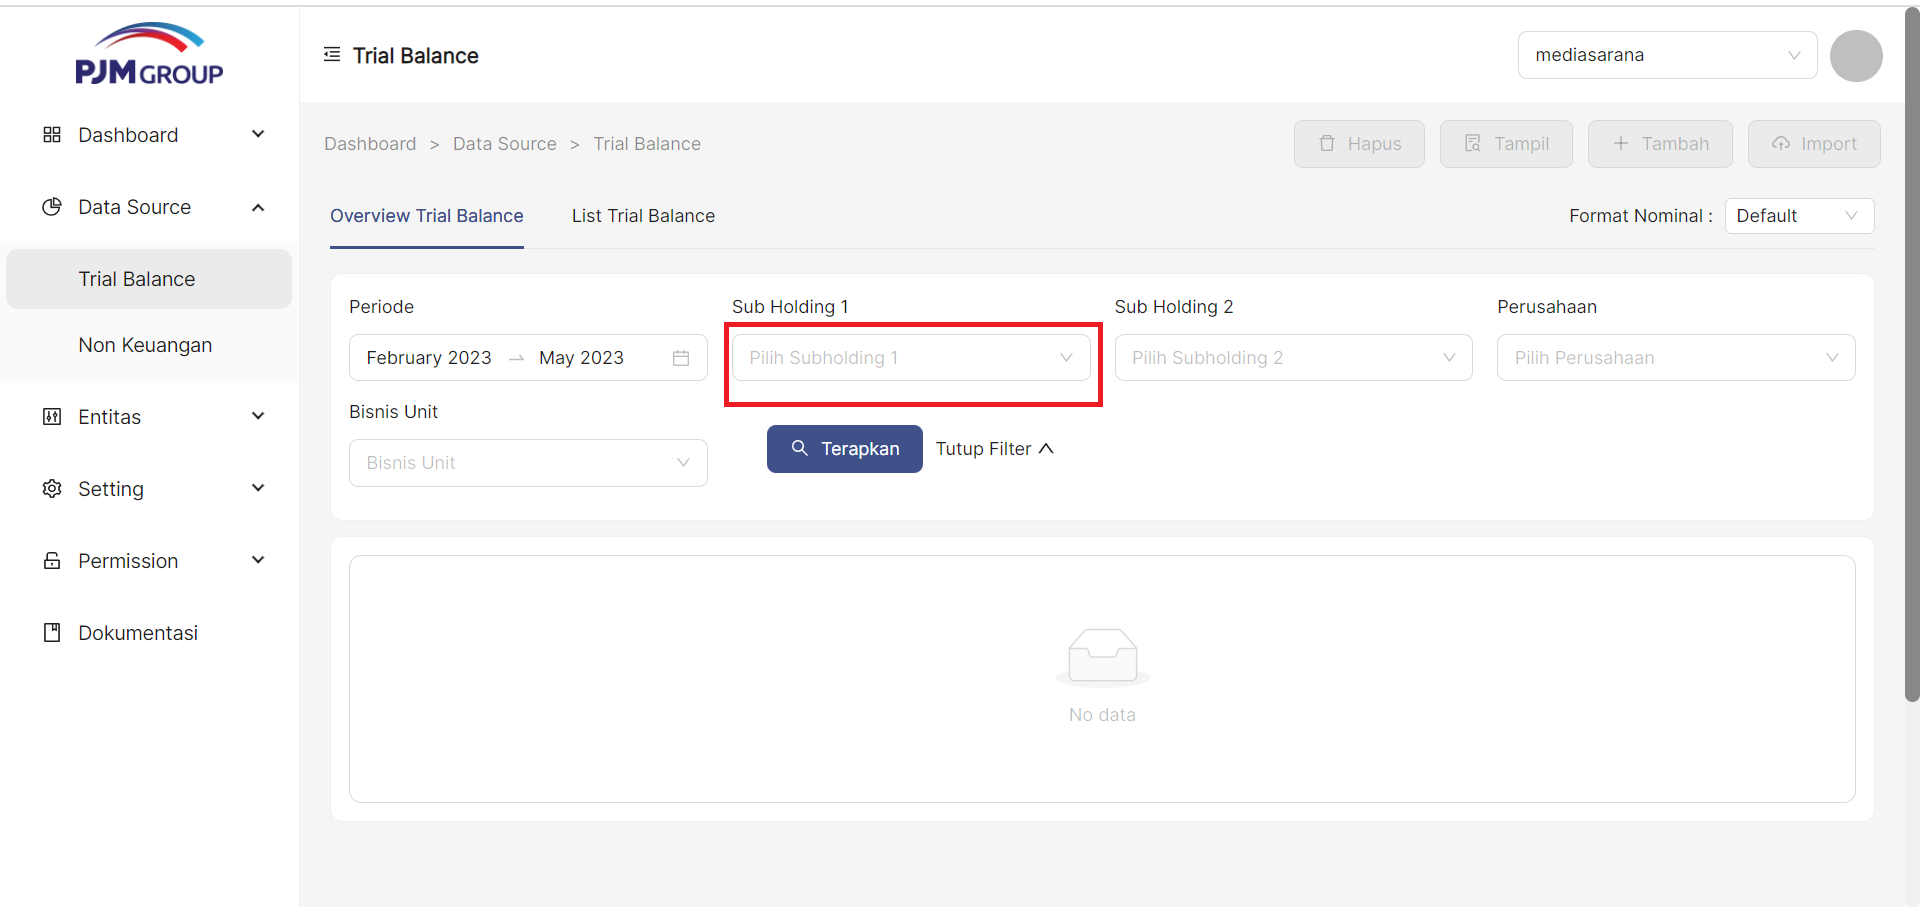 PJM GROUP
Trial Balance
mediasarana
Dashboard
Data Source
Trial Balance
Non Keuangan
Entitas
Setting
Permission
Dokumentasi
Dashboard > Data Source > Trial Balance
Hapus
Tampil
+ Tambah
Import
Overview Trial Balance
List Trial Balance
Format Nominal :
Default
Periode
Sub Holding 1
Sub Holding 2
Perusahaan
February 2023 → May 2023
Pilih Subholding 1
Pilih Subholding 2
Pilih Perusahaan
Bisnis Unit
Bisnis Unit
Terapkan
Tutup Filter
No data